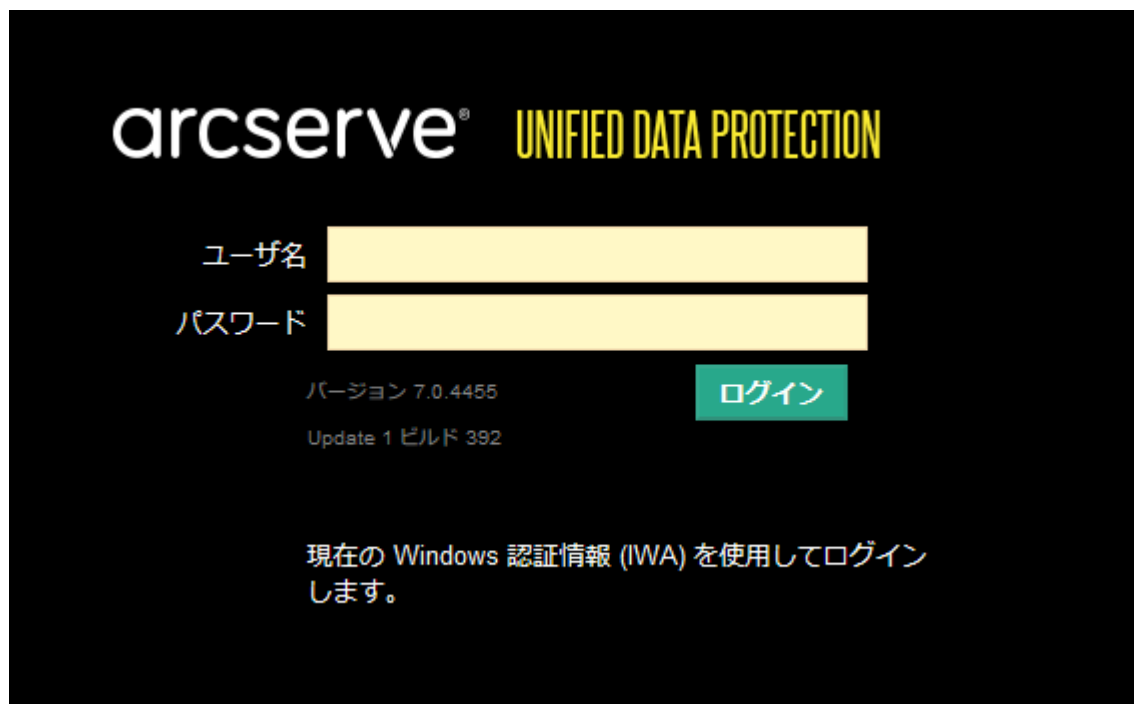 arcserve® UNIFIED DATA PROTECTION
ユーザ名
パスワード
バージョン 7.0.4455 ログイン
Update 1 ビルド 392
現在の Windows 認証情報 (IWA) を使用してログイン
します。